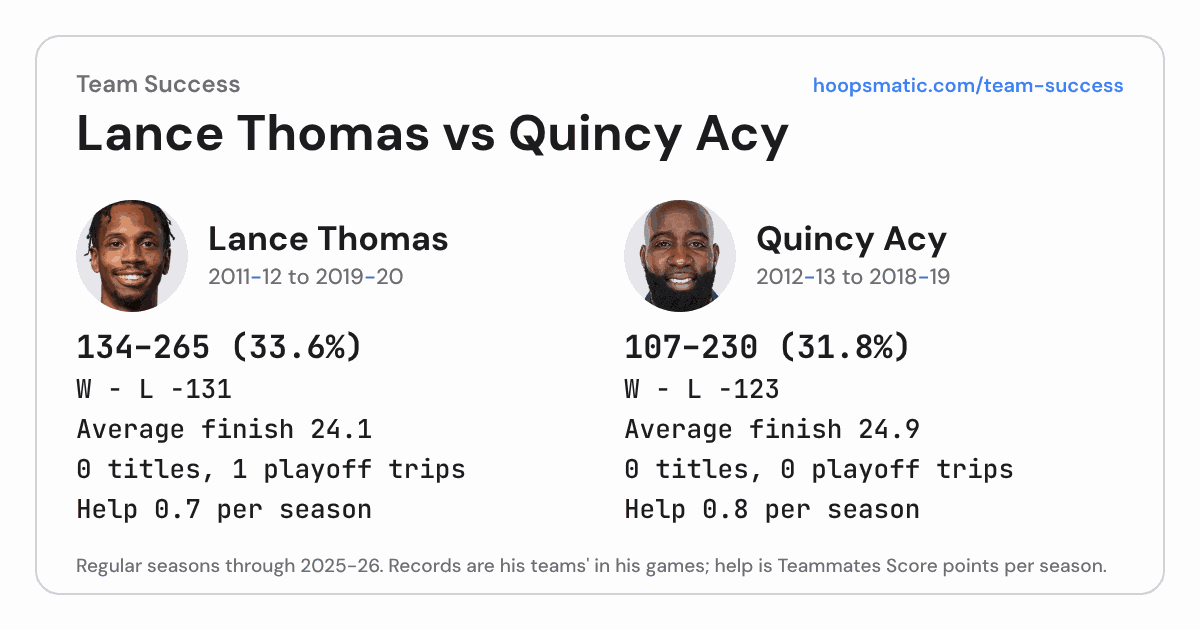 Team Success
hoopsmatic.com/team-success
Lance Thomas vs Quincy Acy
Lance Thomas
2011-12 to 2019-20
134-265 (33.6%)
W - L -131
Average finish 24.1
0 titles, 1 playoff trips
Help 0.7 per season
Quincy Acy
2012-13 to 2018-19
107-230 (31.8%)
W - L -123
Average finish 24.9
0 titles, 0 playoff trips
Help 0.8 per season
Regular seasons through 2025-26. Records are his teams' in his games; help is Teammates Score points per season.